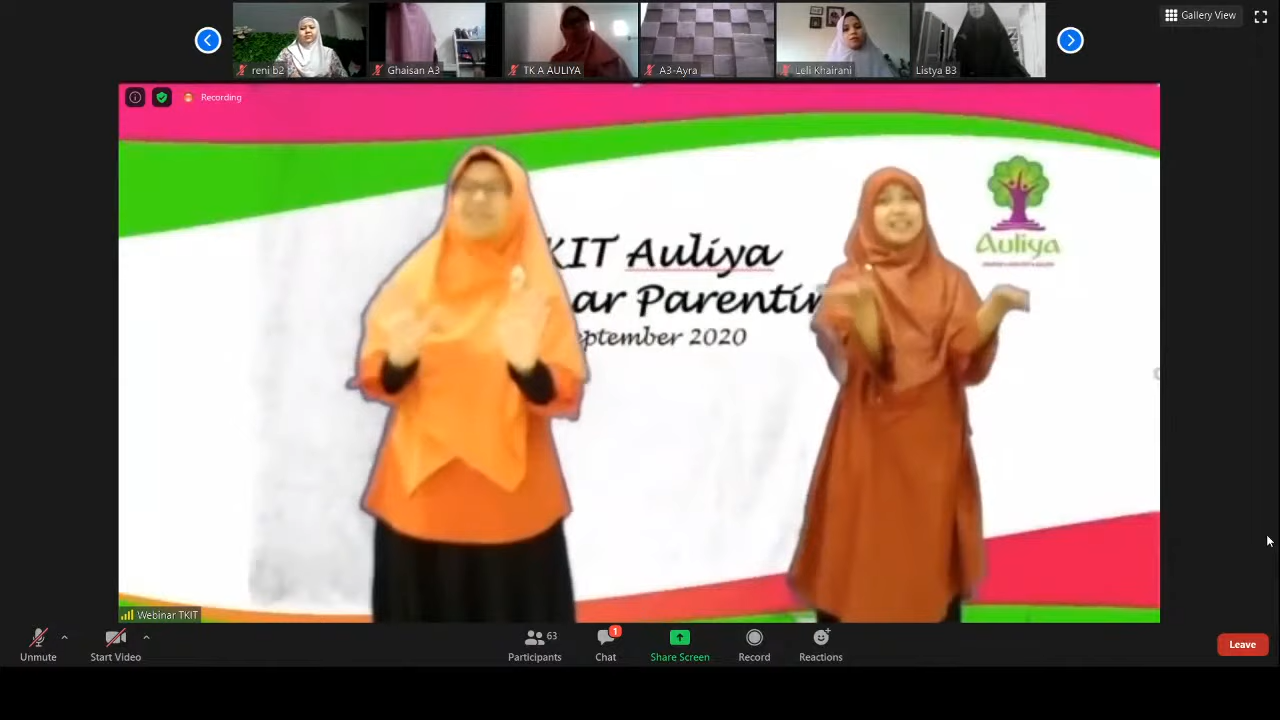 Gallery View
reni b2
Ghaisan A3
TK A AULIYA
A3-Ayra
Leli Khairani
Listya B3
Recording
Auliya
KIT Auliya
ar Parentin
eptember 2020
Webinar TKIT
Unmute
Start Video
63
Participants
1
Chat
Share Screen
Record
Reactions
Leave